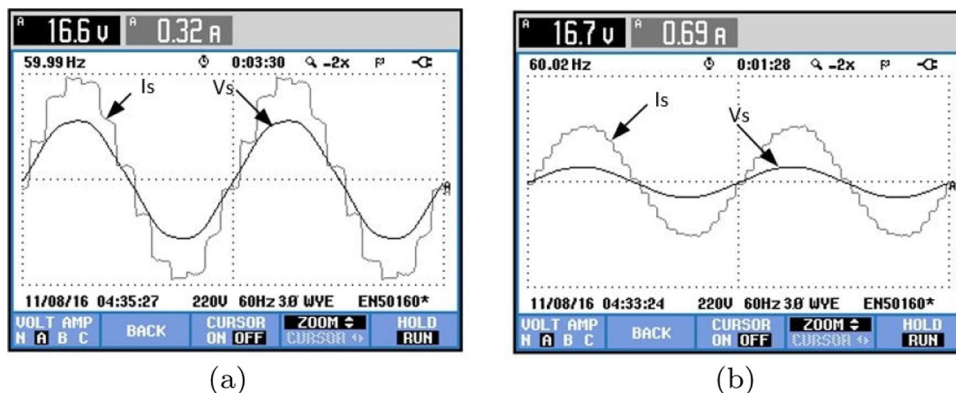 A 16.6 V A 0.32 A
59.99 Hz 0:03:30 -2x
Is
Vs
A
11/08/16 04:35:27 220V 60Hz 3Ø WYE EN50160*
VOLT AMP
N A B C
BACK
CURSOR
ON OFF
ZOOM
CURSOR
HOLD
RUN
(a)
A 16.7 V A 0.69 A
60.02 Hz 0:01:28 -2x
Is
Vs
A
11/08/16 04:33:24 220V 60Hz 3Ø WYE EN50160*
VOLT AMP
N A B C
BACK
CURSOR
ON OFF
ZOOM
CURSOR
HOLD
RUN
(b)